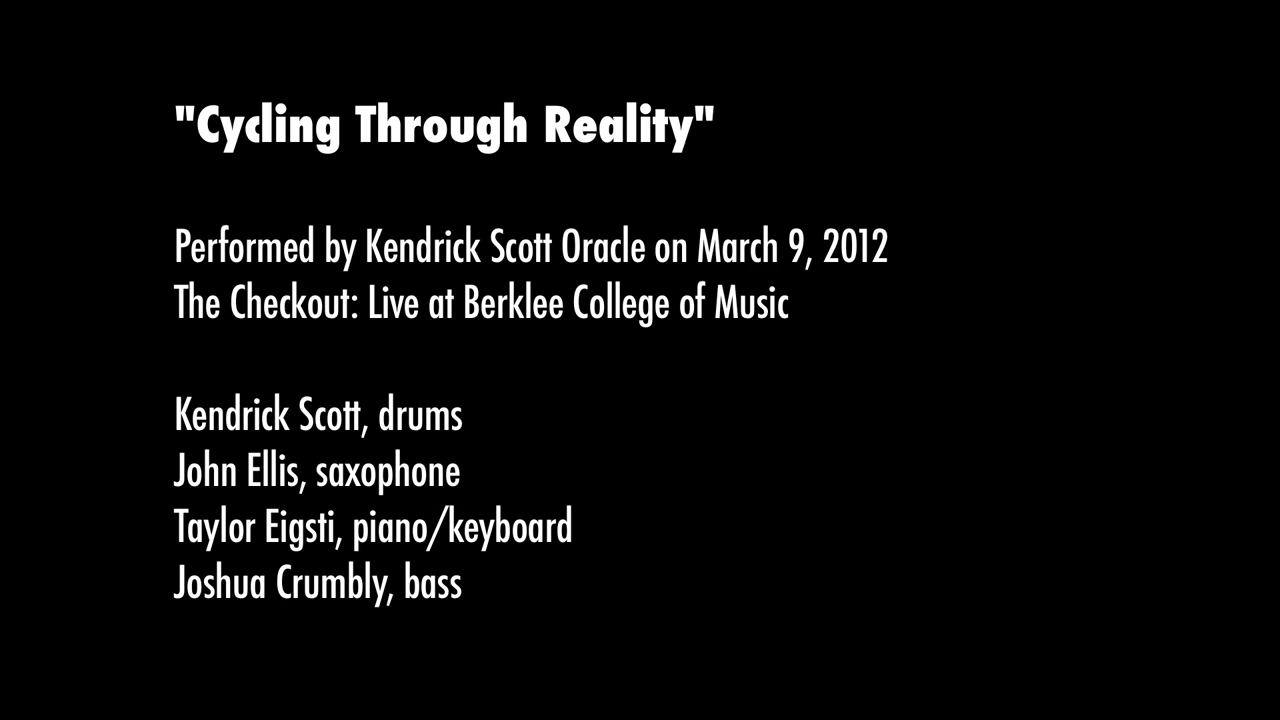 "Cycling Through Reality"
Performed by Kendrick Scott Oracle on March 9, 2012
The Checkout: Live at Berklee College of Music
Kendrick Scott, drums
John Ellis, saxophone
Taylor Eigsti, piano/keyboard
Joshua Crumbly, bass